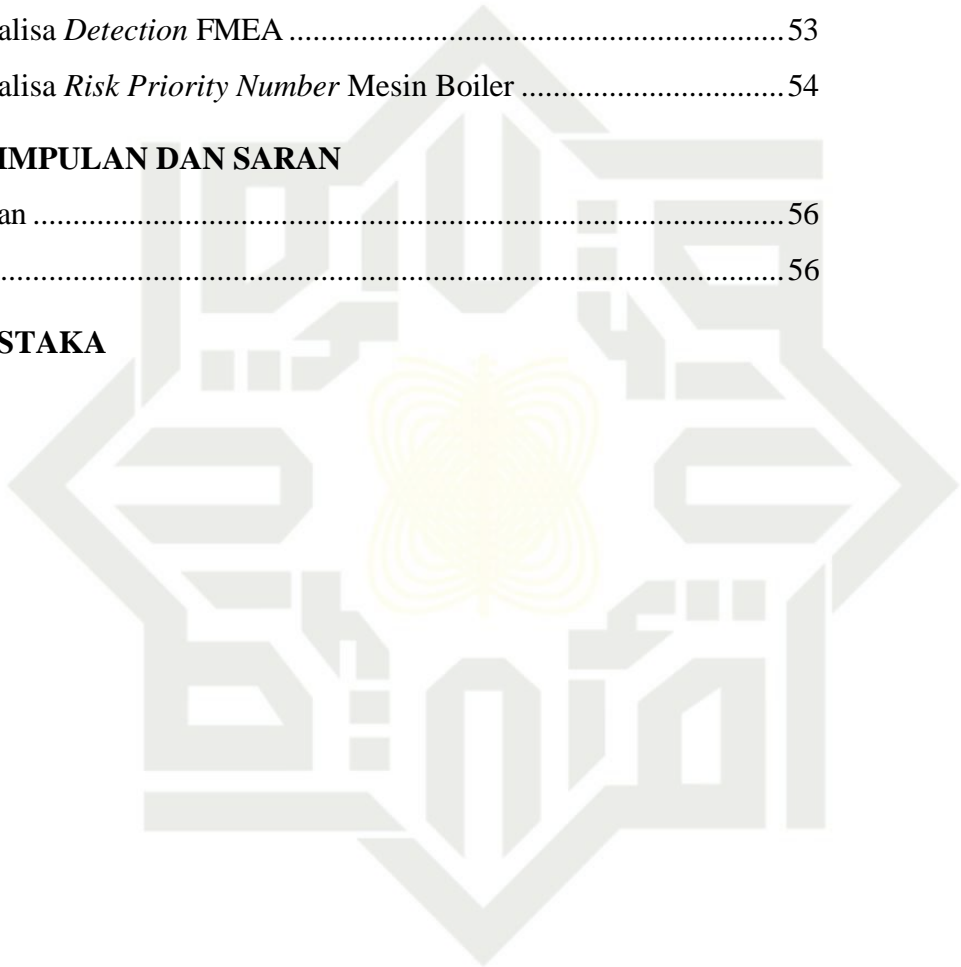 alisa Detection FMEA ................................................................ 53
alisa Risk Priority Number Mesin Boiler ................................. 54
IMPULAN DAN SARAN
an ................................................................................................. 56
..................................................................................................... 56
STAKA